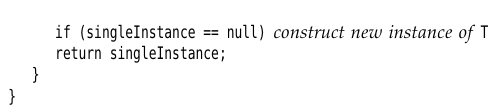 if (singleInstance == null) construct new instance of T
return singleInstance;
}
}